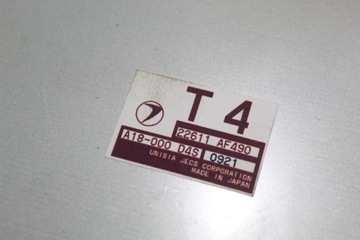 T 4
22611 AF490
A18-000 D4S 0921
UNISIA JECS CORPORATION
MADE IN JAPAN